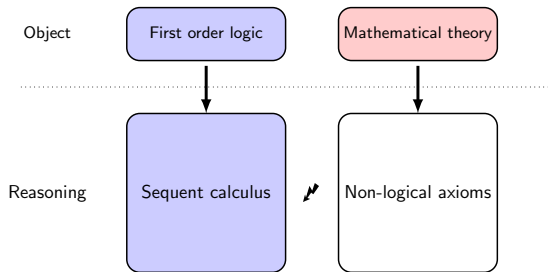 Object
First order logic
Mathematical theory
Reasoning
Sequent calculus
Non-logical axioms